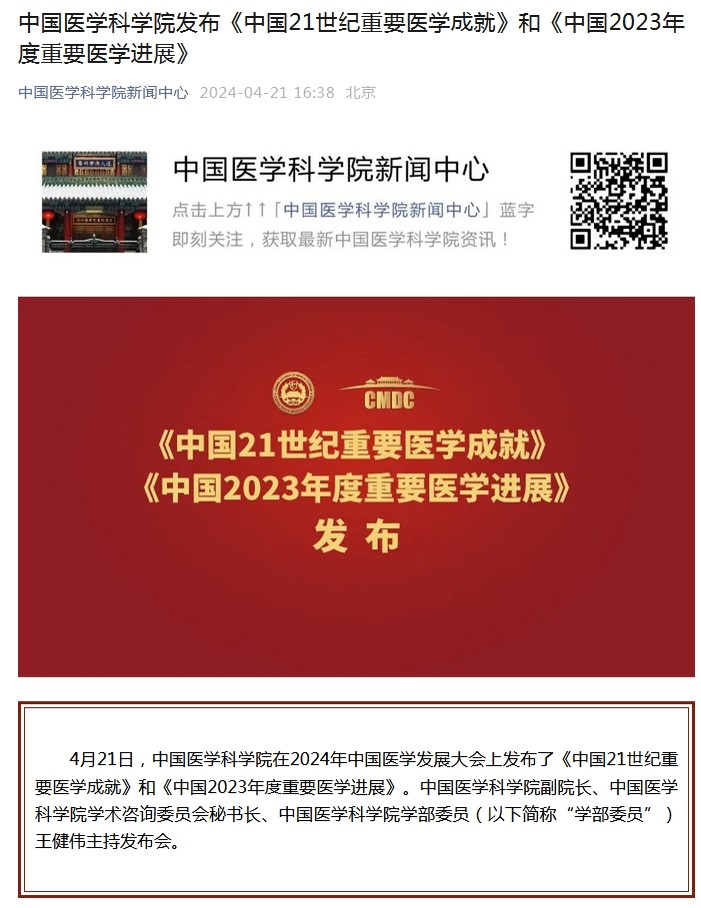 中国医学科学院发布《中国21世纪重要医学成就》和《中国2023年
度重要医学进展》
中国医学科学院新闻中心 2024-04-21 16:38 北京
中国医学科学院新闻中心
点击上方↑↑「中国医学科学院新闻中心」蓝字
即刻关注，获取最新中国医学科学院资讯！
CMDC
《中国21世纪重要医学成就》
《中国2023年度重要医学进展》
发 布
4月21日，中国医学科学院在2024年中国医学发展大会上发布了《中国21世纪重
要医学成就》和《中国2023年度重要医学进展》。中国医学科学院副院长、中国医学
科学院学术咨询委员会秘书长、中国医学科学院学部委员（以下简称“学部委员”）
王健伟主持发布会。